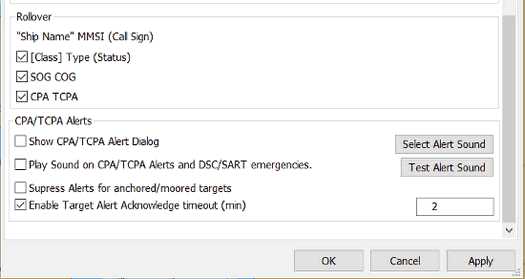 Rollover
"Ship Name" MMSI (Call Sign)
[Class] Type (Status)
SOG COG
CPA TCPA
CPA/TCPA Alerts
Show CPA/TCPA Alert Dialog
Select Alert Sound
Play Sound on CPA/TCPA Alerts and DSC/SART emergencies.
Test Alert Sound
Supress Alerts for anchored/moored targets
Enable Target Alert Acknowledge timeout (min)
2
OK
Cancel
Apply